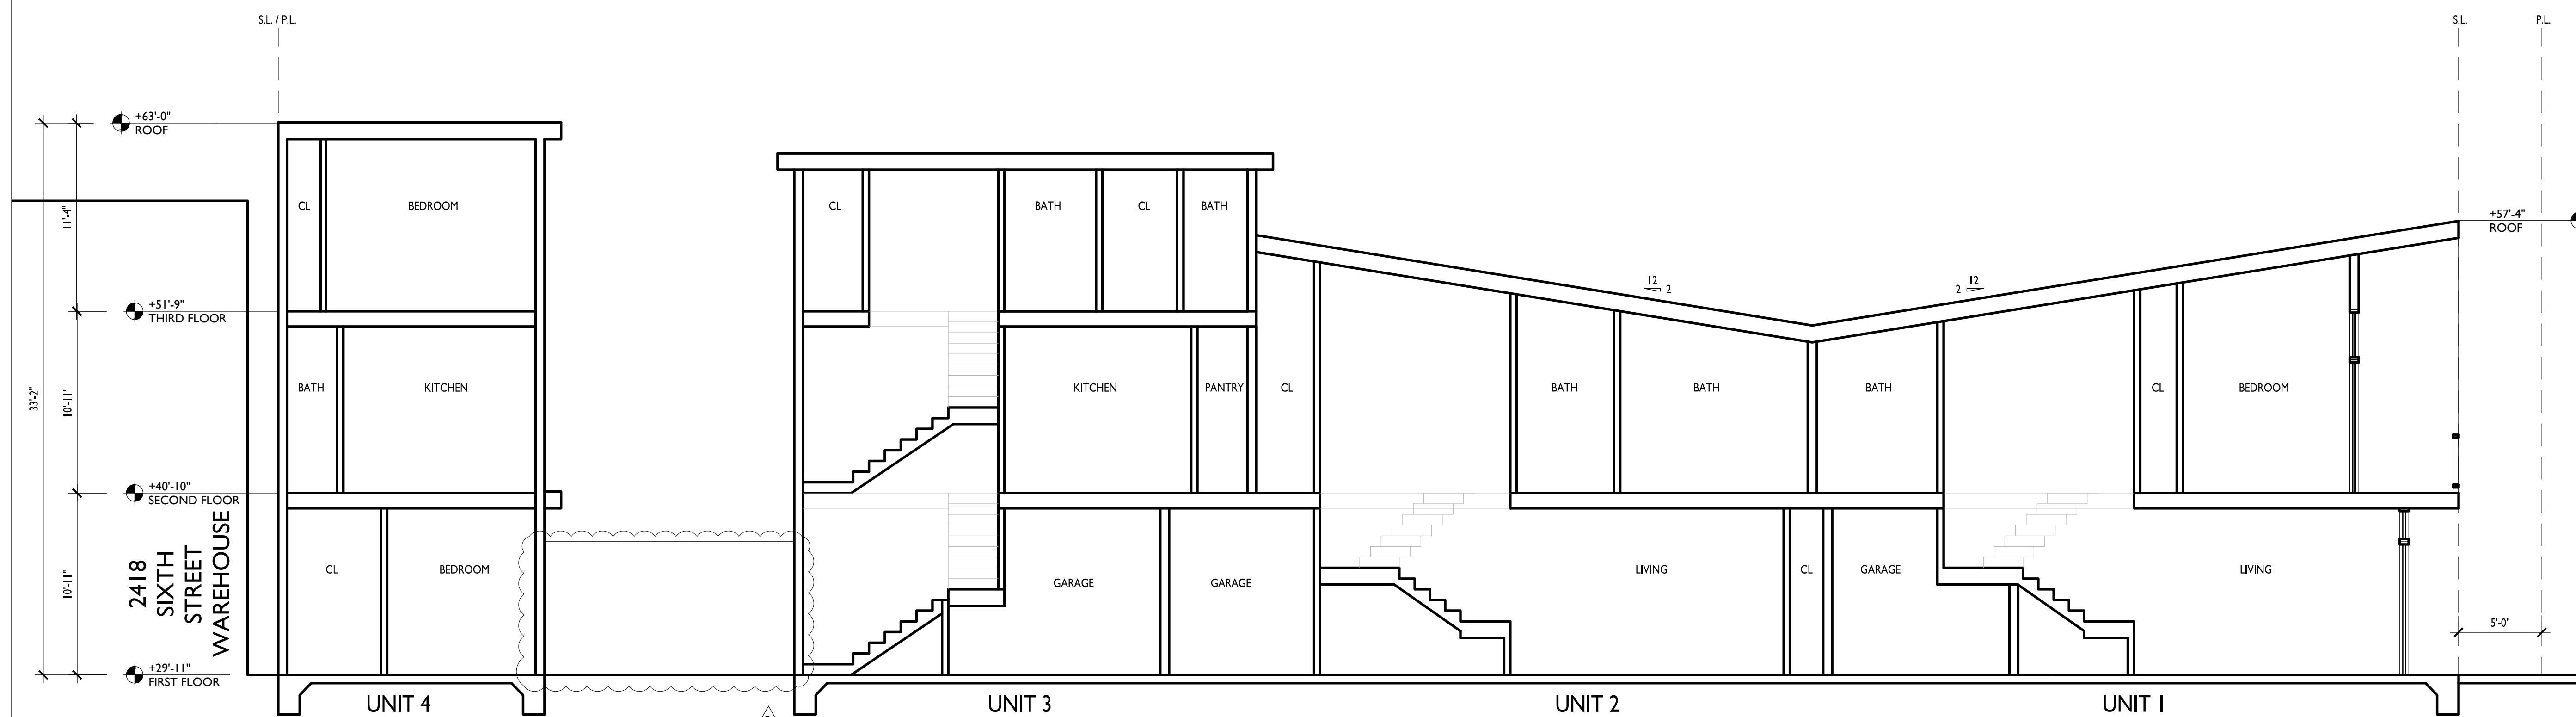 S.L. / P.L.
S.L.
P.L.
+63'-0"
ROOF
+57'-4"
ROOF
CL
BEDROOM
CL
BATH
CL
BATH
11'-4"
12
2
2
12
+51'-9"
THIRD FLOOR
33'-2"
10'-11"
BATH
KITCHEN
KITCHEN
PANTRY
CL
BATH
BATH
BATH
CL
BEDROOM
+40'-10"
SECOND FLOOR
2418
SIXTH
STREET
WAREHOUSE
10'-11"
CL
BEDROOM
GARAGE
GARAGE
LIVING
CL
GARAGE
LIVING
5'-0"
+29'-11"
FIRST FLOOR
UNIT 4
UNIT 3
UNIT 2
UNIT 1